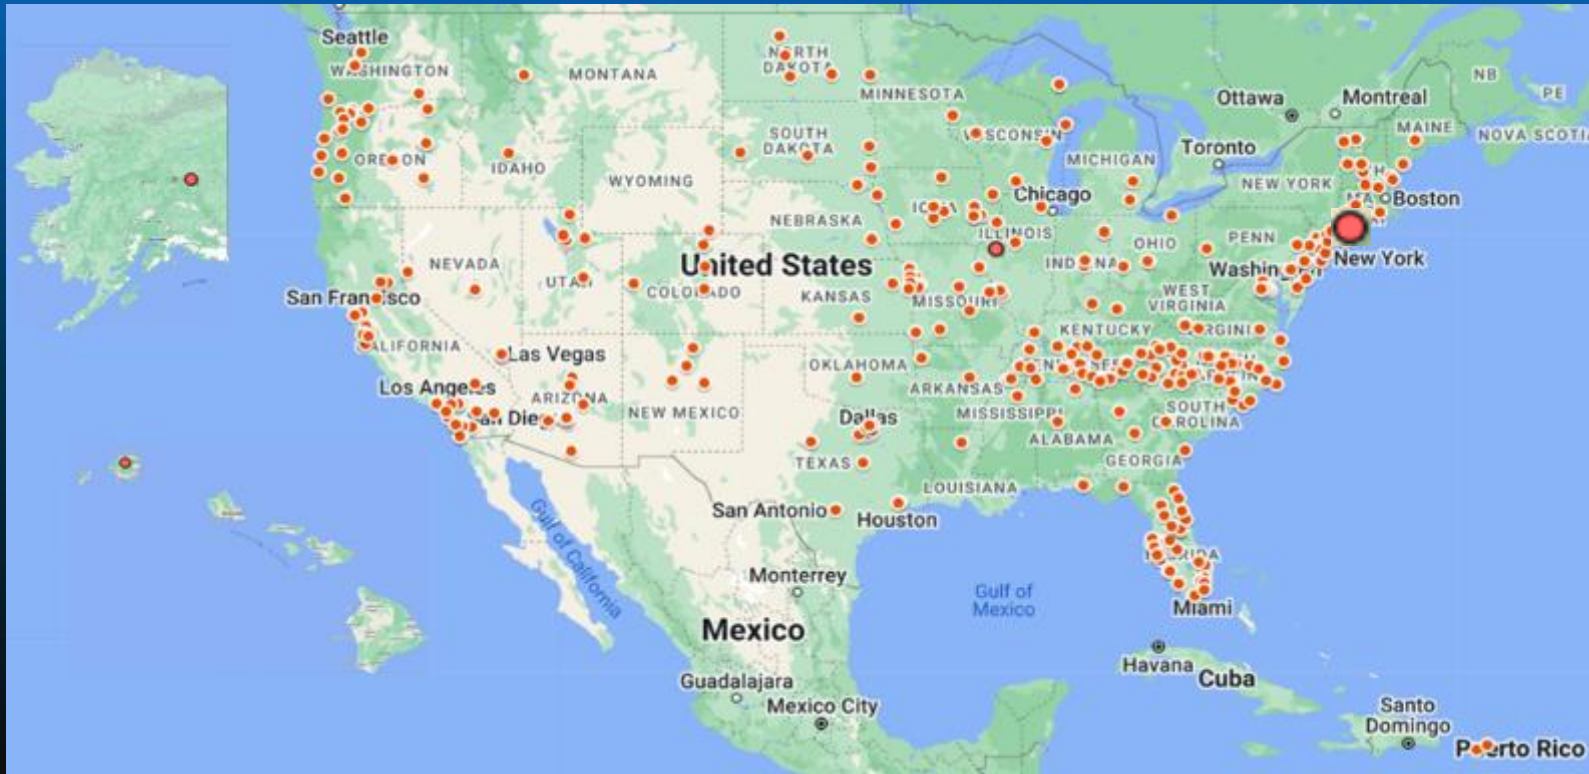 Seattle
WASHINGTON
MONTANA
NORTH
DAKOTA
MINNESOTA
Ottawa
Montreal
NB
PE
MAINE
NOVA SCOTI
WISCONSIN
SOUTH
DAKOTA
MICHIGAN
Toronto
OREGON
IDAHO
WYOMING
NEW YORK
Boston
Chicago
IOWA
NEBRASKA
ILLINOIS
OHIO
PENN
New York
NEVADA
UTAH
United States
COLORADO
KANSAS
MISSOURI
INDIANA
Washington
WEST
VIRGINIA
San Francisco
CALIFORNIA
Las Vegas
KENTUCKY
VIRGINIA
OKLAHOMA
TENNESSEE
Los Angeles
ARIZONA
NEW MEXICO
ARKANSAS
San Diego
Dallas
MISSISSIPPI
SOUTH
CAROLINA
ALABAMA
TEXAS
GEORGIA
LOUISIANA
San Antonio
Houston
Gulf of California
FLORIDA
Monterrey
Gulf of
Mexico
Miami
Mexico
Havana
Cuba
Guadalajara
Mexico City
Santo
Domingo
Puerto Rico